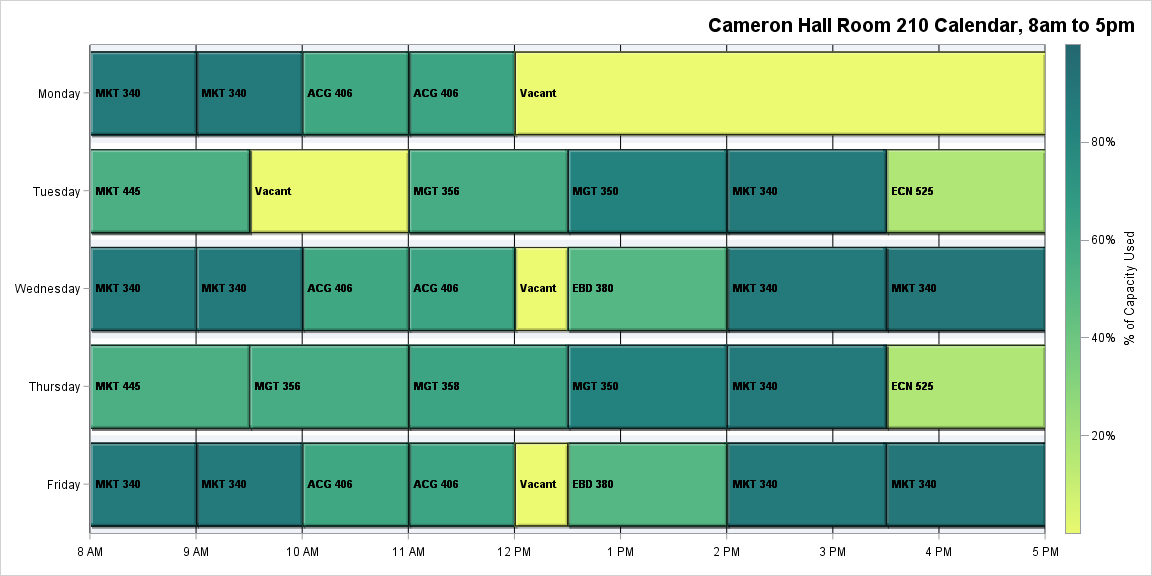 Cameron Hall Room 210 Calendar, 8am to 5pm
Monday
MKT 340
MKT 340
ACG 406
ACG 406
Vacant
Tuesday
MKT 445
Vacant
MGT 356
MGT 350
MKT 340
ECN 525
Wednesday
MKT 340
MKT 340
ACG 406
ACG 406
Vacant
EBD 380
MKT 340
MKT 340
Thursday
MKT 445
MGT 356
MGT 358
MGT 350
MKT 340
ECN 525
Friday
MKT 340
MKT 340
ACG 406
ACG 406
Vacant
EBD 380
MKT 340
MKT 340
8 AM
9 AM
10 AM
11 AM
12 PM
1 PM
2 PM
3 PM
4 PM
5 PM
80%
60%
40%
20%
% of Capacity Used